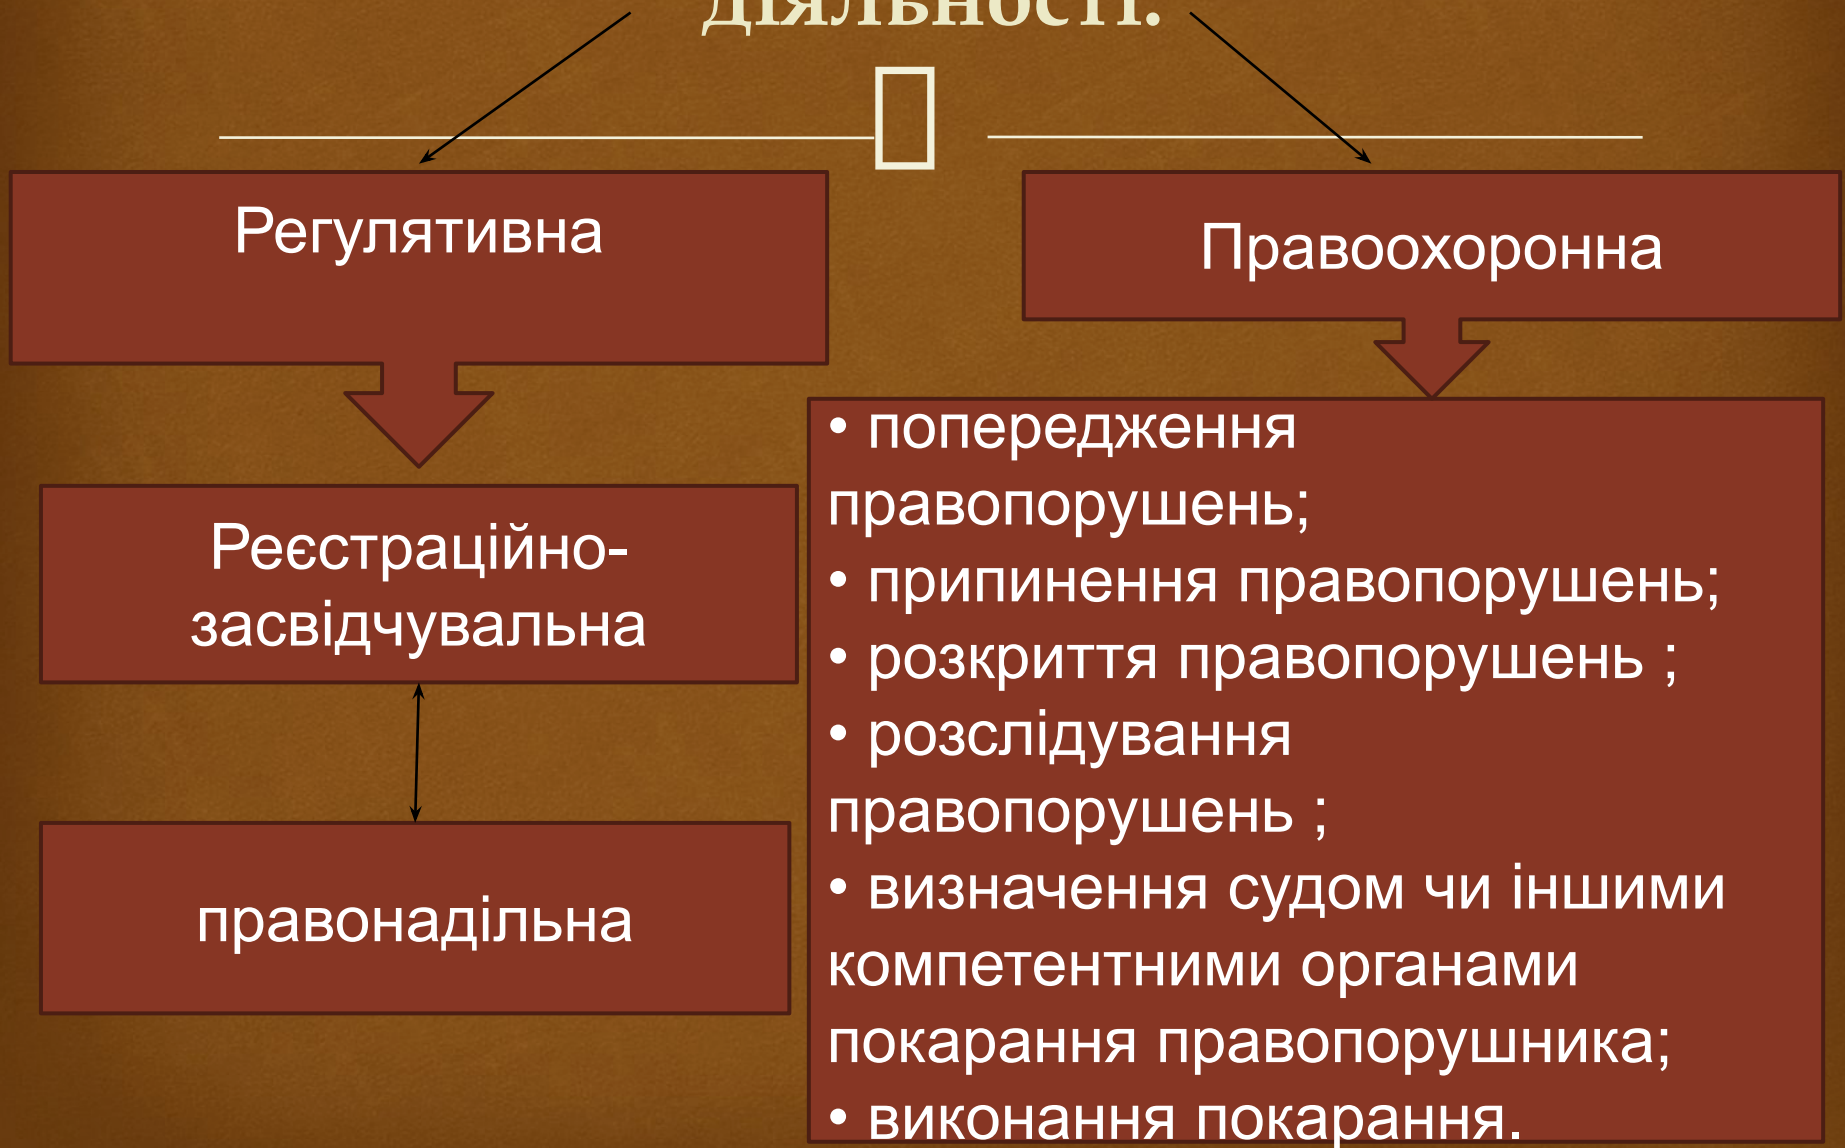 діяльності.
Регулятивна
Реєстраційно-
засвідчувальна
правонадільна
Правоохоронна
• попередження
правопорушень;
• припинення правопорушень;
• розкриття правопорушень ;
• розслідування
правопорушень ;
• визначення судом чи іншими
компетентними органами
покарання правопорушника;
• виконання покарання.